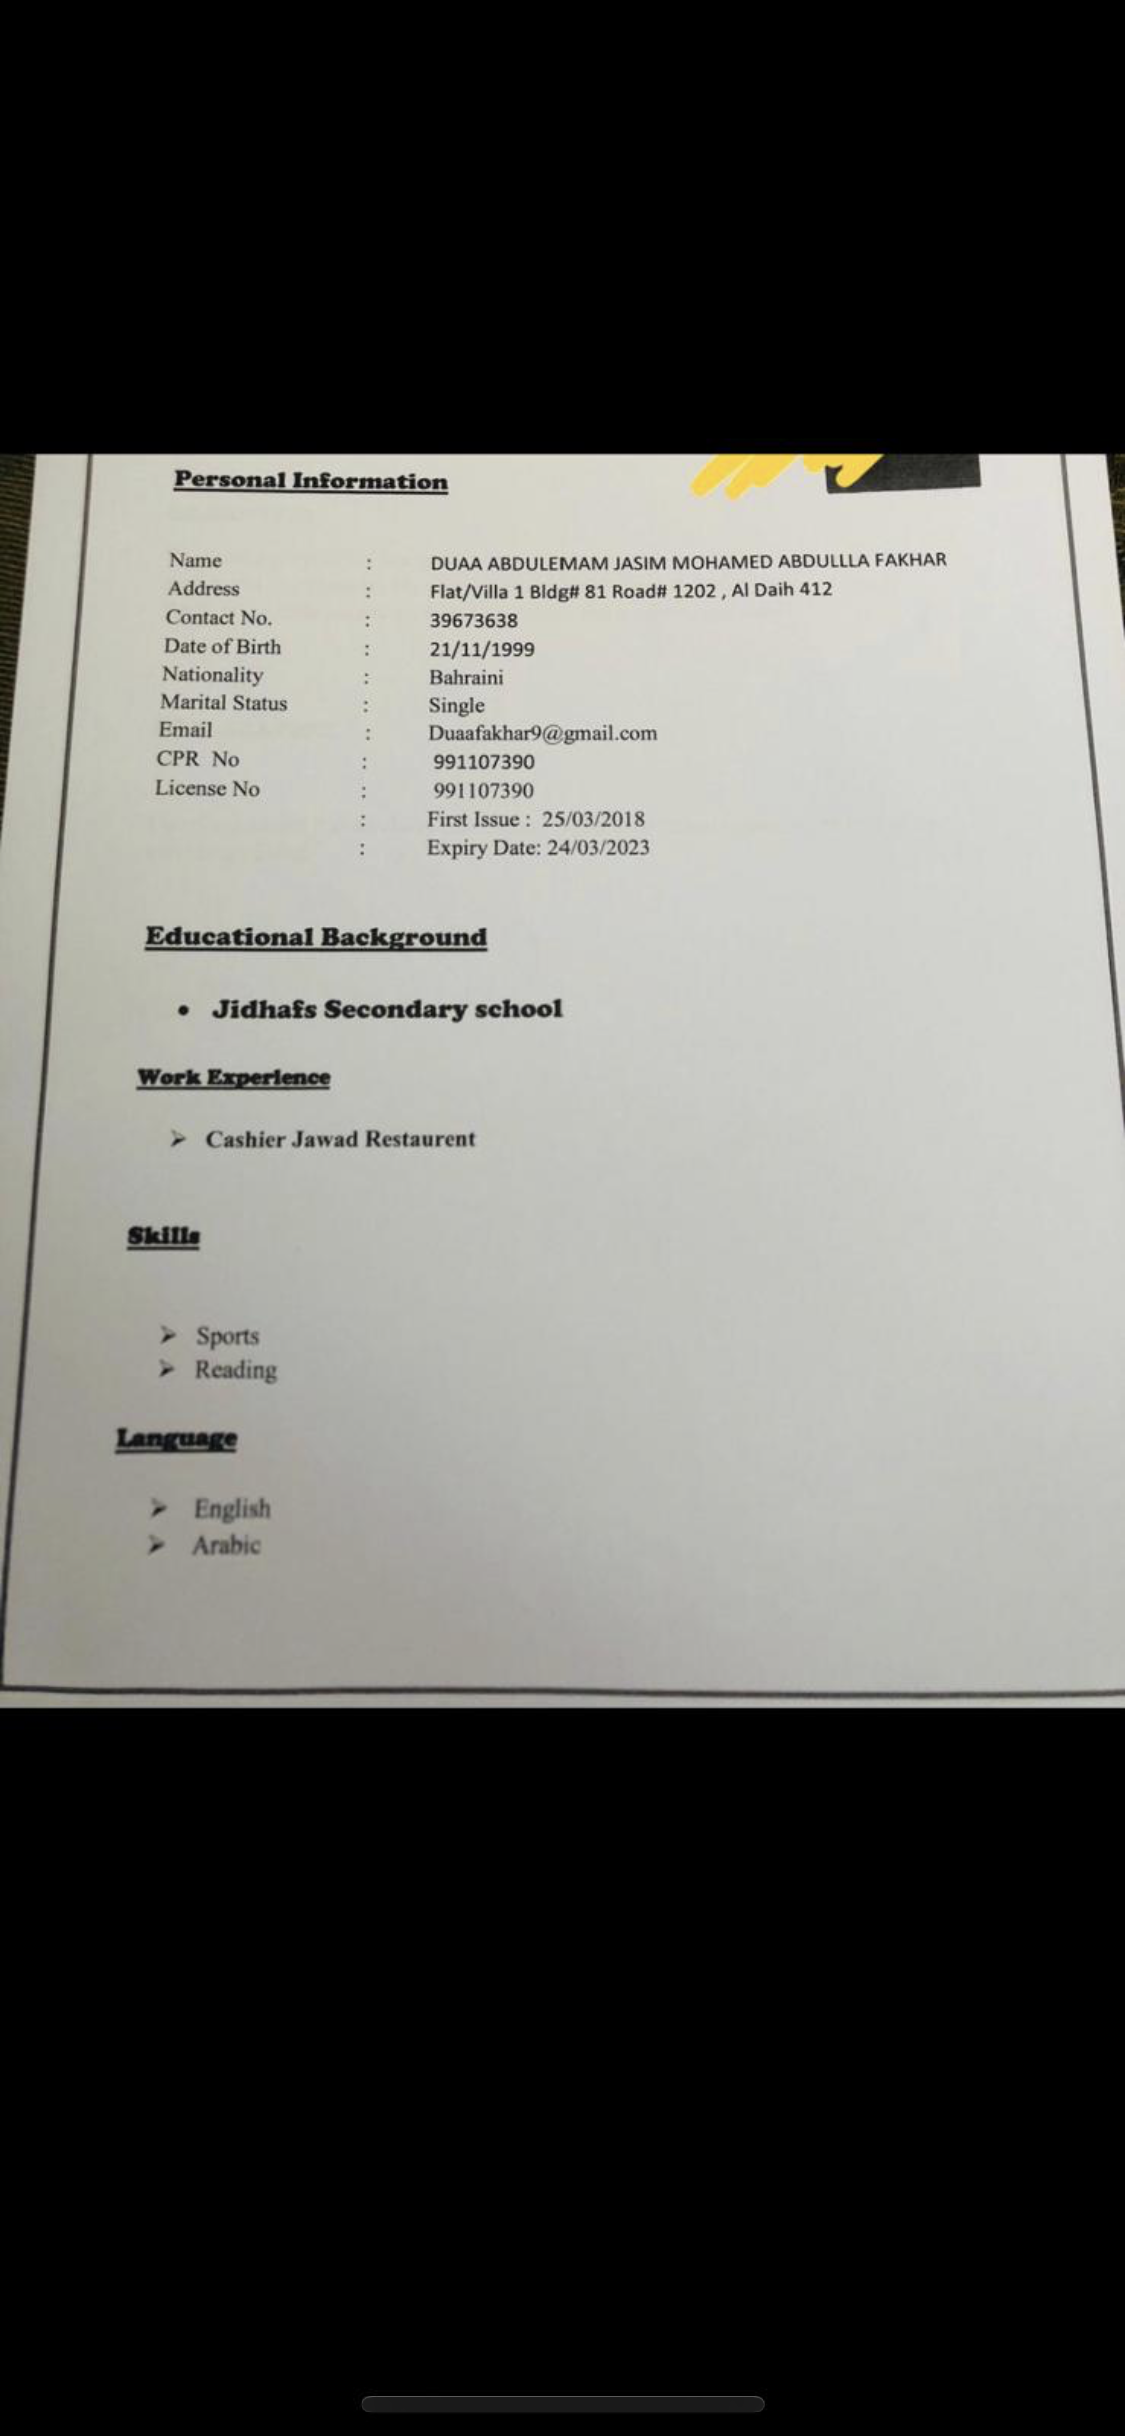 Personal Information
Name : DUAA ABDULEMAM JASIM MOHAMED ABDULLLA FAKHAR
Address : Flat/Villa 1 Bldg# 81 Road# 1202 , Al Daih 412
Contact No. : 39673638
Date of Birth : 21/11/1999
Nationality : Bahraini
Marital Status : Single
Email : Duaafakhar9@gmail.com
CPR No : 991107390
License No : 991107390
: First Issue : 25/03/2018
: Expiry Date: 24/03/2023
Educational Background
• Jidhafs Secondary school
Work Experience
➢ Cashier Jawad Restaurent
Skills
➢ Sports
➢ Reading
Language
➢ English
➢ Arabic